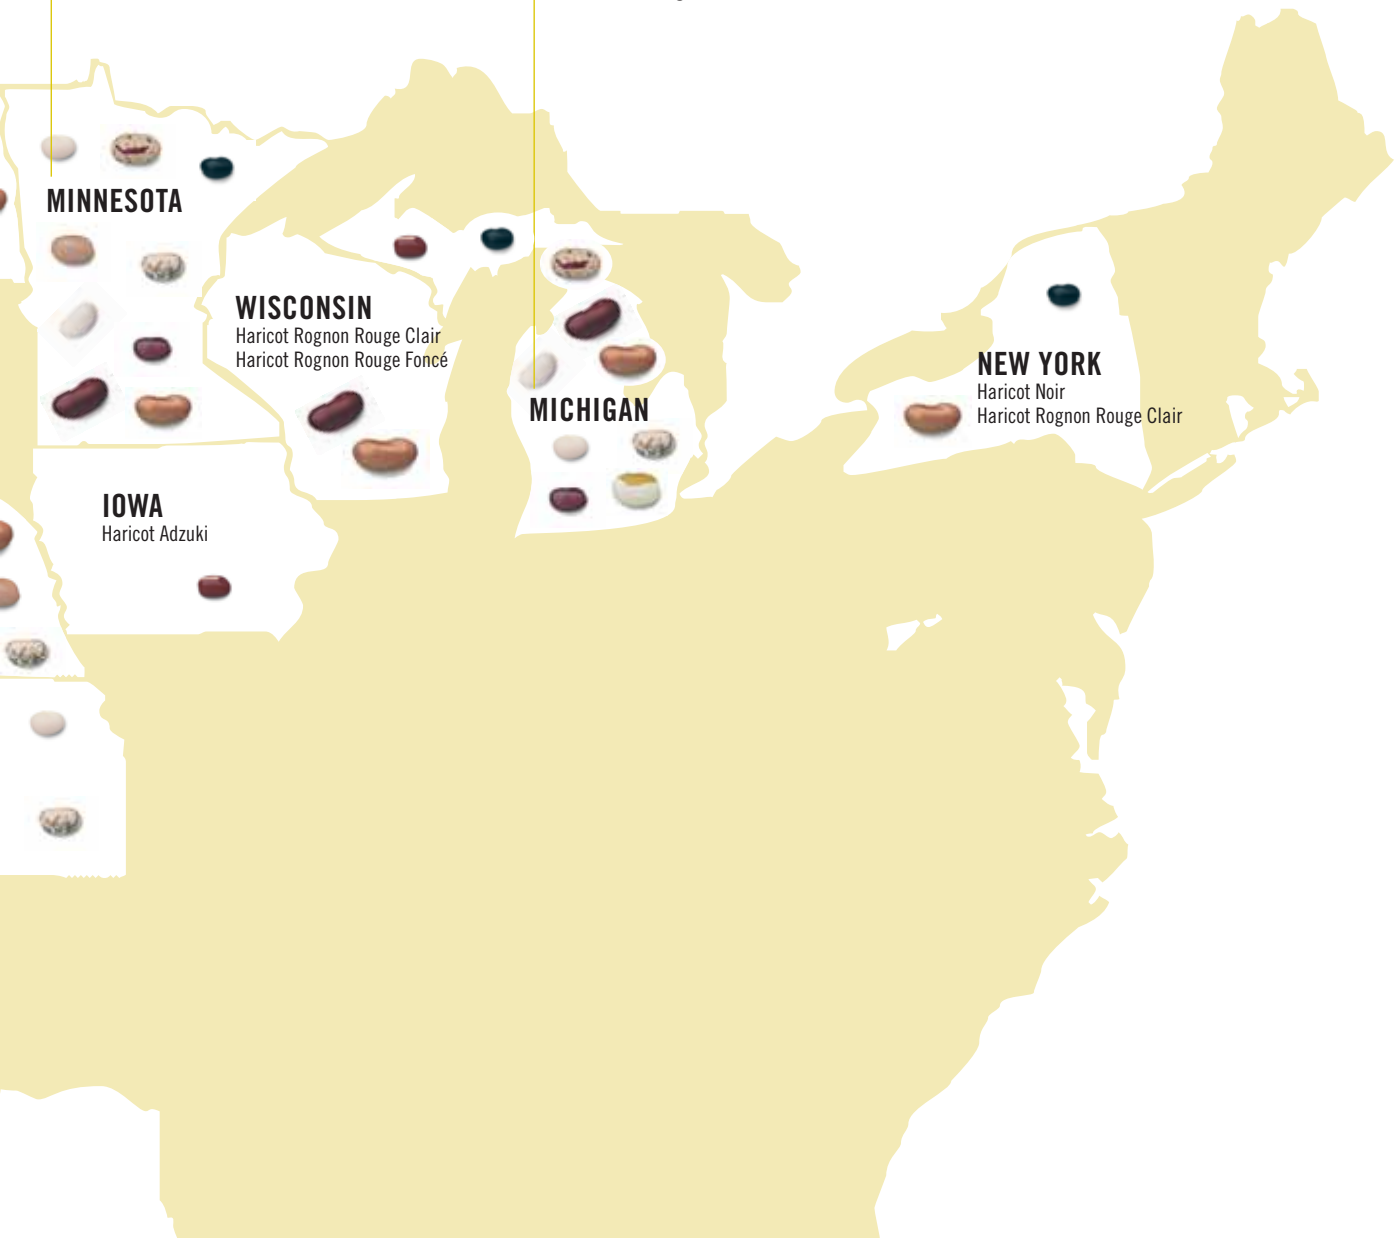 MINNESOTA
WISCONSIN
Haricot Rognon Rouge Clair
Haricot Rognon Rouge Foncé
MICHIGAN
NEW YORK
Haricot Noir
Haricot Rognon Rouge Clair
IOWA
Haricot Adzuki